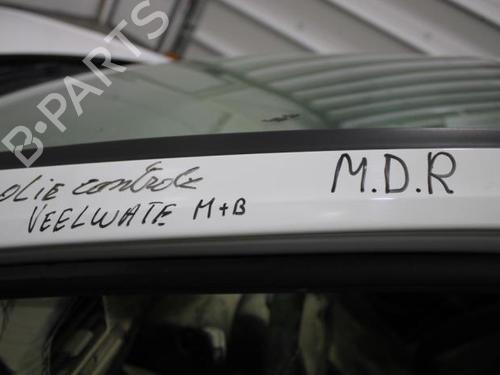 B-PARTS
OLIE controle
VEELWATE M+B
M.D.R